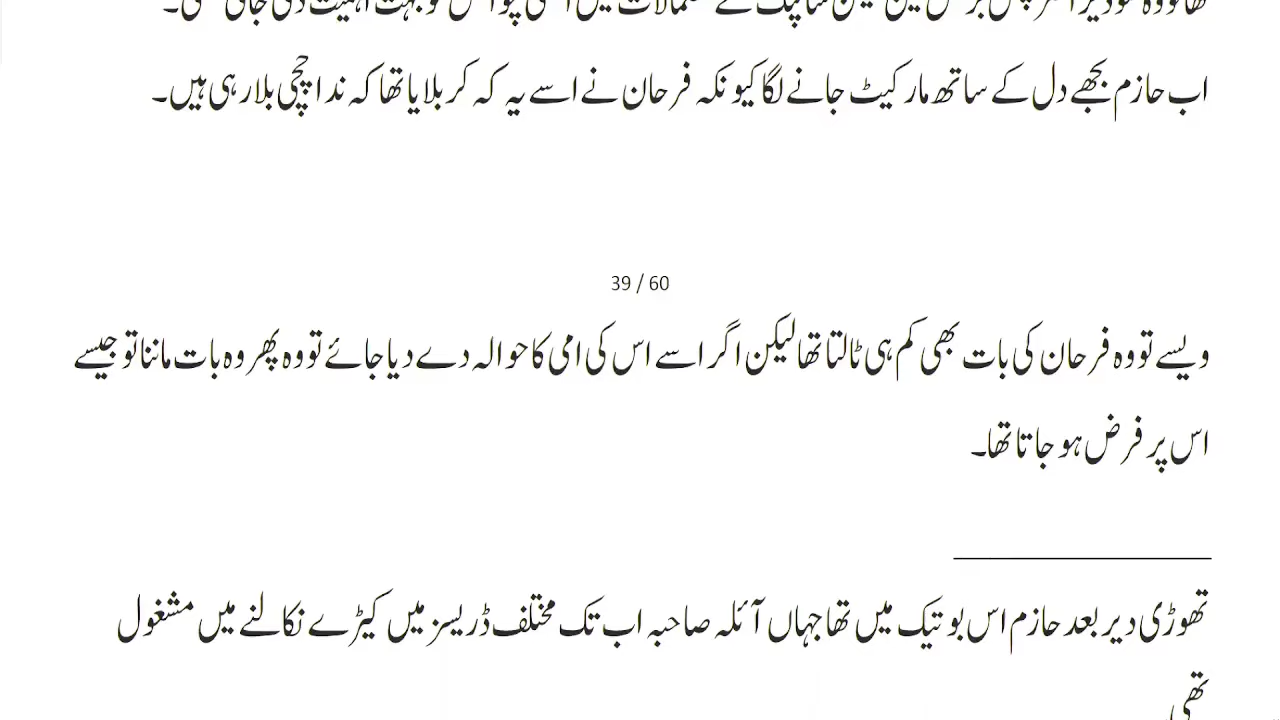 اب حازم بجھے دل کے ساتھ مارکیٹ جانے لگا کیونکہ فرحان نے اسے یہ کہ کر بلایا تھا کہ ندا چچی بلا رہی ہیں۔
39 / 60
ویسے تو وہ فرحان کی بات بھی کم ہی ٹالتا تھا لیکن اگر اسے اس کی امی کا حوالہ دے دیا جائے تو وہ پھر وہ بات ماننا تو جیسے
اس پر فرض ہو جاتا تھا۔
تھوڑی دیر بعد حازم اس بوتیک میں تھا جہاں آئلہ صاحبہ اب تک مختلف ڈریسز میں کیڑے نکالنے میں مشغول
تھی۔